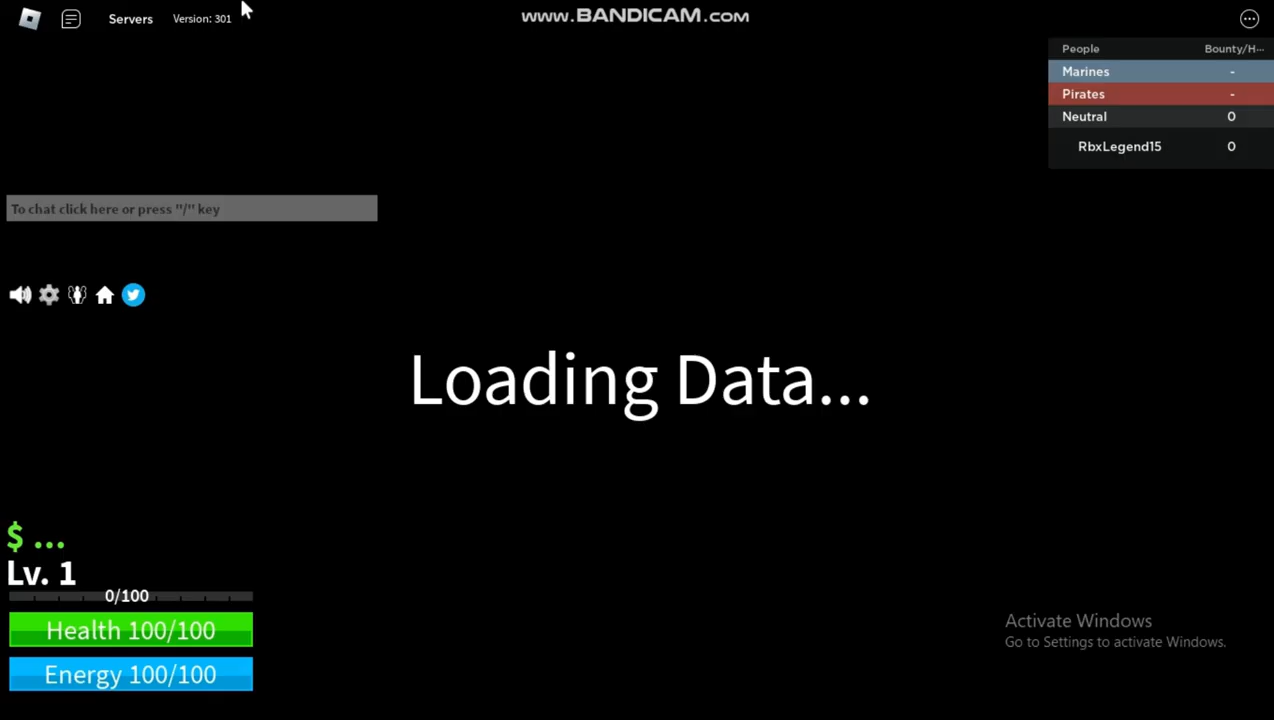 Servers
Version: 301
www.BANDICAM.COM
People Bounty/H...
Marines -
Pirates -
Neutral 0
RbxLegend15 0
To chat click here or press "/" key
Loading Data...
$ ...
Lv. 1
0/100
Health 100/100
Energy 100/100
Activate Windows
Go to Settings to activate Windows.